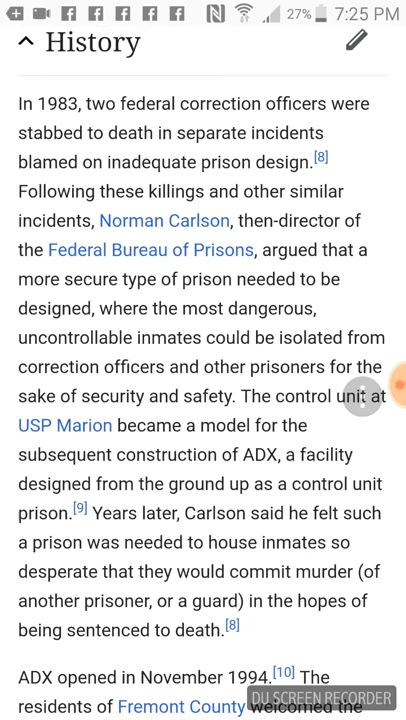 27% 7:25 PM
History
In 1983, two federal correction officers were
stabbed to death in separate incidents
blamed on inadequate prison design.[8]
Following these killings and other similar
incidents, Norman Carlson, then-director of
the Federal Bureau of Prisons, argued that a
more secure type of prison needed to be
designed, where the most dangerous,
uncontrollable inmates could be isolated from
correction officers and other prisoners for the
sake of security and safety. The control unit at
USP Marion became a model for the
subsequent construction of ADX, a facility
designed from the ground up as a control unit
prison.[9] Years later, Carlson said he felt such
a prison was needed to house inmates so
desperate that they would commit murder (of
another prisoner, or a guard) in the hopes of
being sentenced to death.[8]
ADX opened in November 1994.[10] The
residents of Fremont County welcomed the
DU SCREEN RECORDER